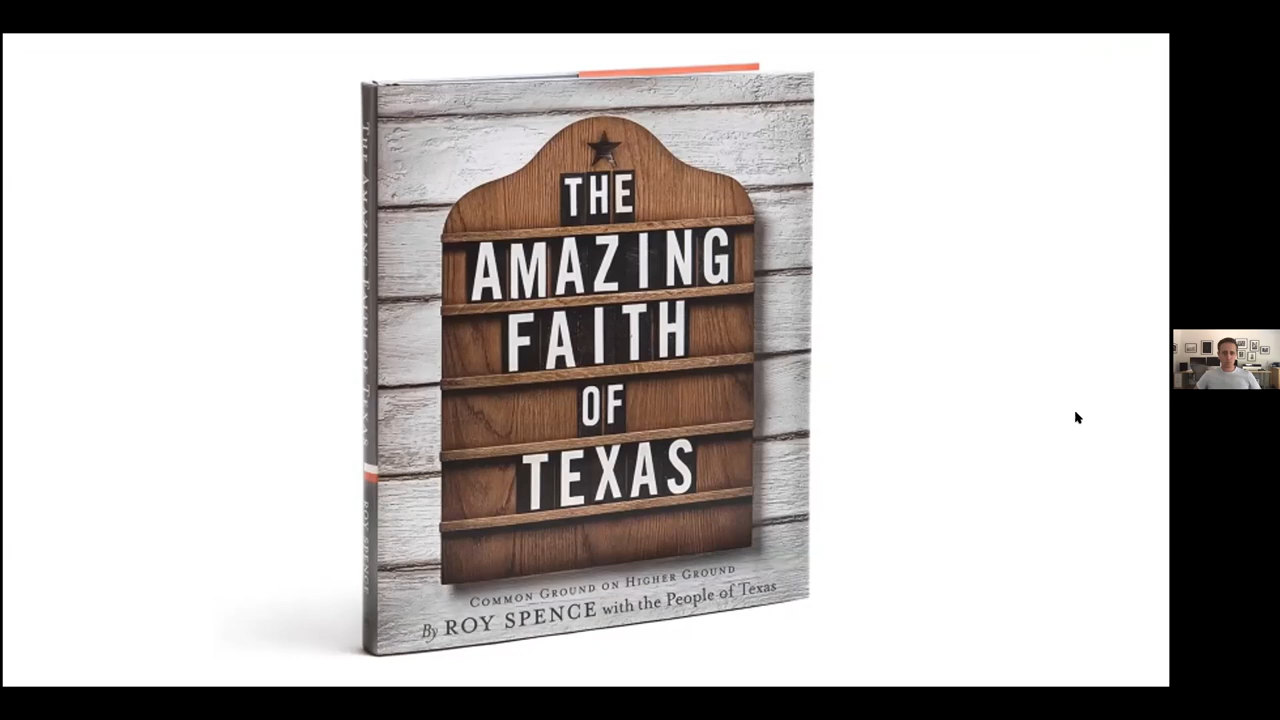 THE
AMAZING
FAITH
OF
TEXAS
COMMON GROUND ON HIGHER GROUND
By ROY SPENCE with the People of Texas
THE AMAZING FAITH OF TEXAS
ROY SPENCE